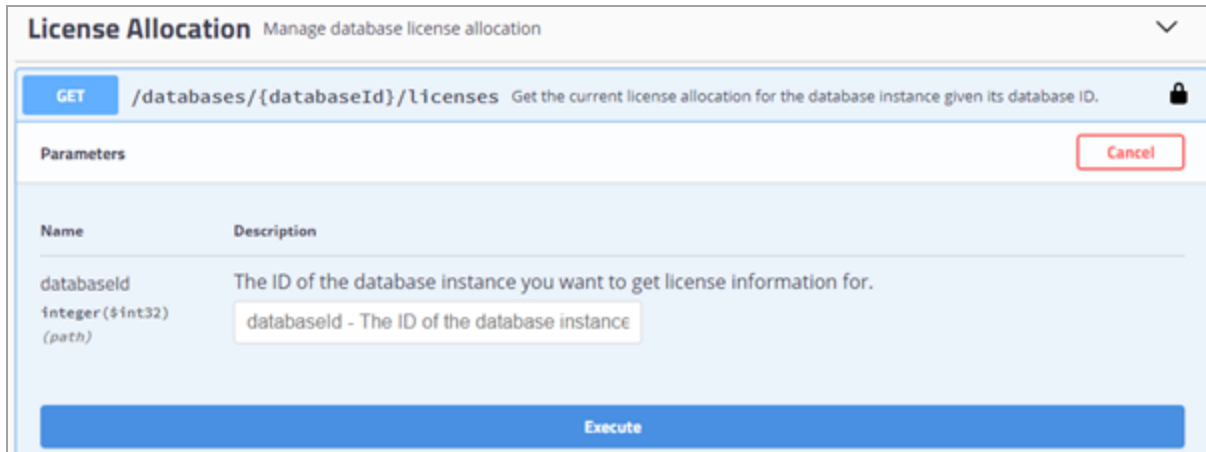 License Allocation Manage database license allocation
GET /databases/{databaseId}/licenses Get the current license allocation for the database instance given its database ID.
Parameters Cancel
Name Description
databaseId The ID of the database instance you want to get license information for.
integer($int32) databaseId - The ID of the database instance
(path)
Execute